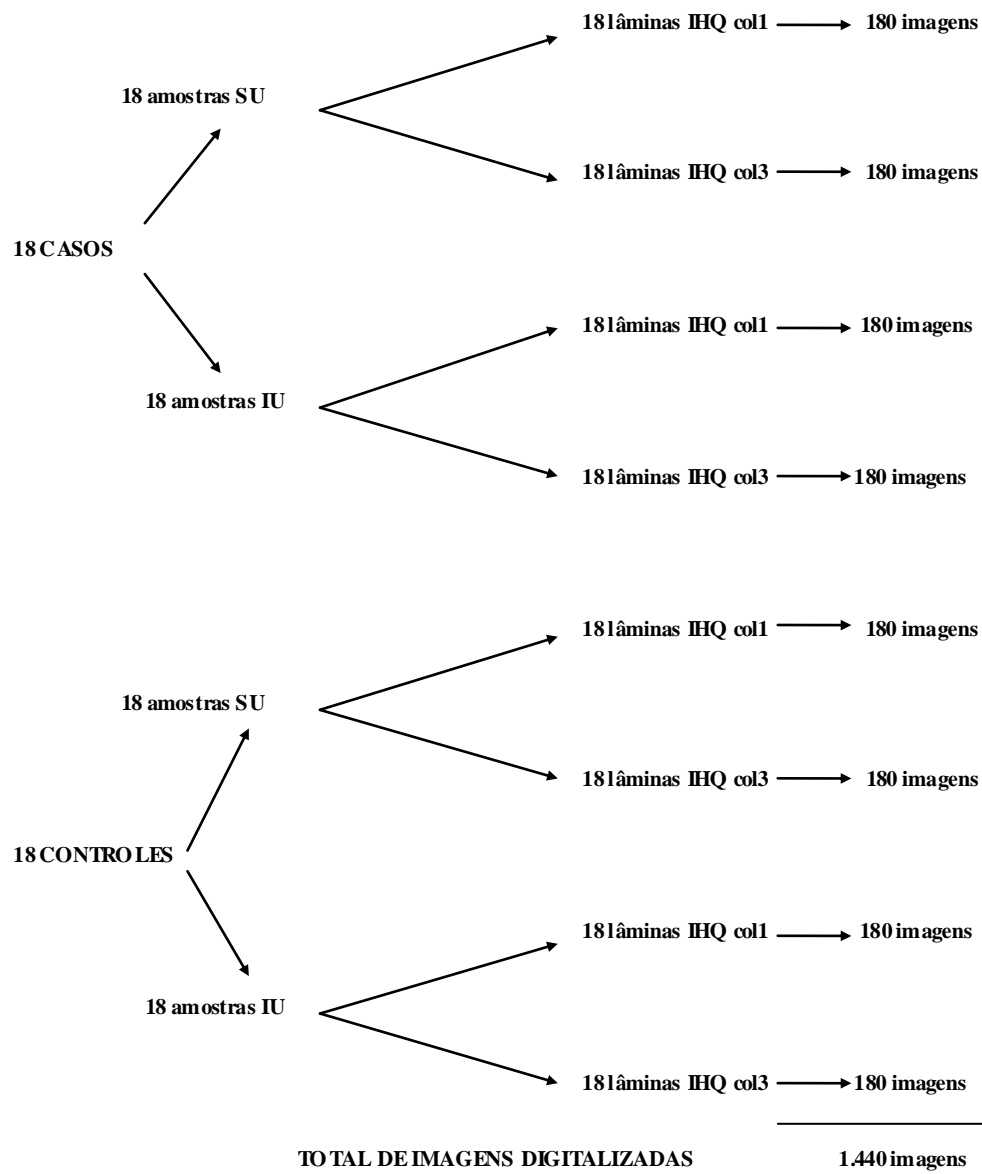 18 lâminas IHQ col1 180 imagens
18 amostras SU
18 lâminas IHQ col3 180 imagens
18 CASOS
18 lâminas IHQ col1 180 imagens
18 amostras IU
18 lâminas IHQ col3 180 imagens
18 lâminas IHQ col1 180 imagens
18 amostras SU
18 lâminas IHQ col3 180 imagens
18 CONTROLES
18 lâminas IHQ col1 180 imagens
18 amostras IU
18 lâminas IHQ col3 180 imagens
TOTAL DE IMAGENS DIGITALIZADAS 1.440 imagens